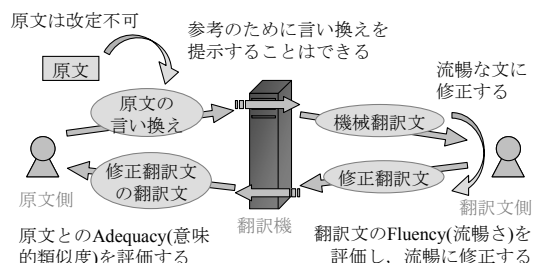 原文は改定不可
参考のために言い換えを
提示することはできる
原文
流暢な文に
修正する
原文の
言い換え
機械翻訳文
修正翻訳文
の翻訳文
修正翻訳文
原文側
翻訳機
翻訳文側
原文とのAdequacy(意味
的類似度)を評価する
翻訳文のFluency(流暢さ)を
評価し，流暢に修正する